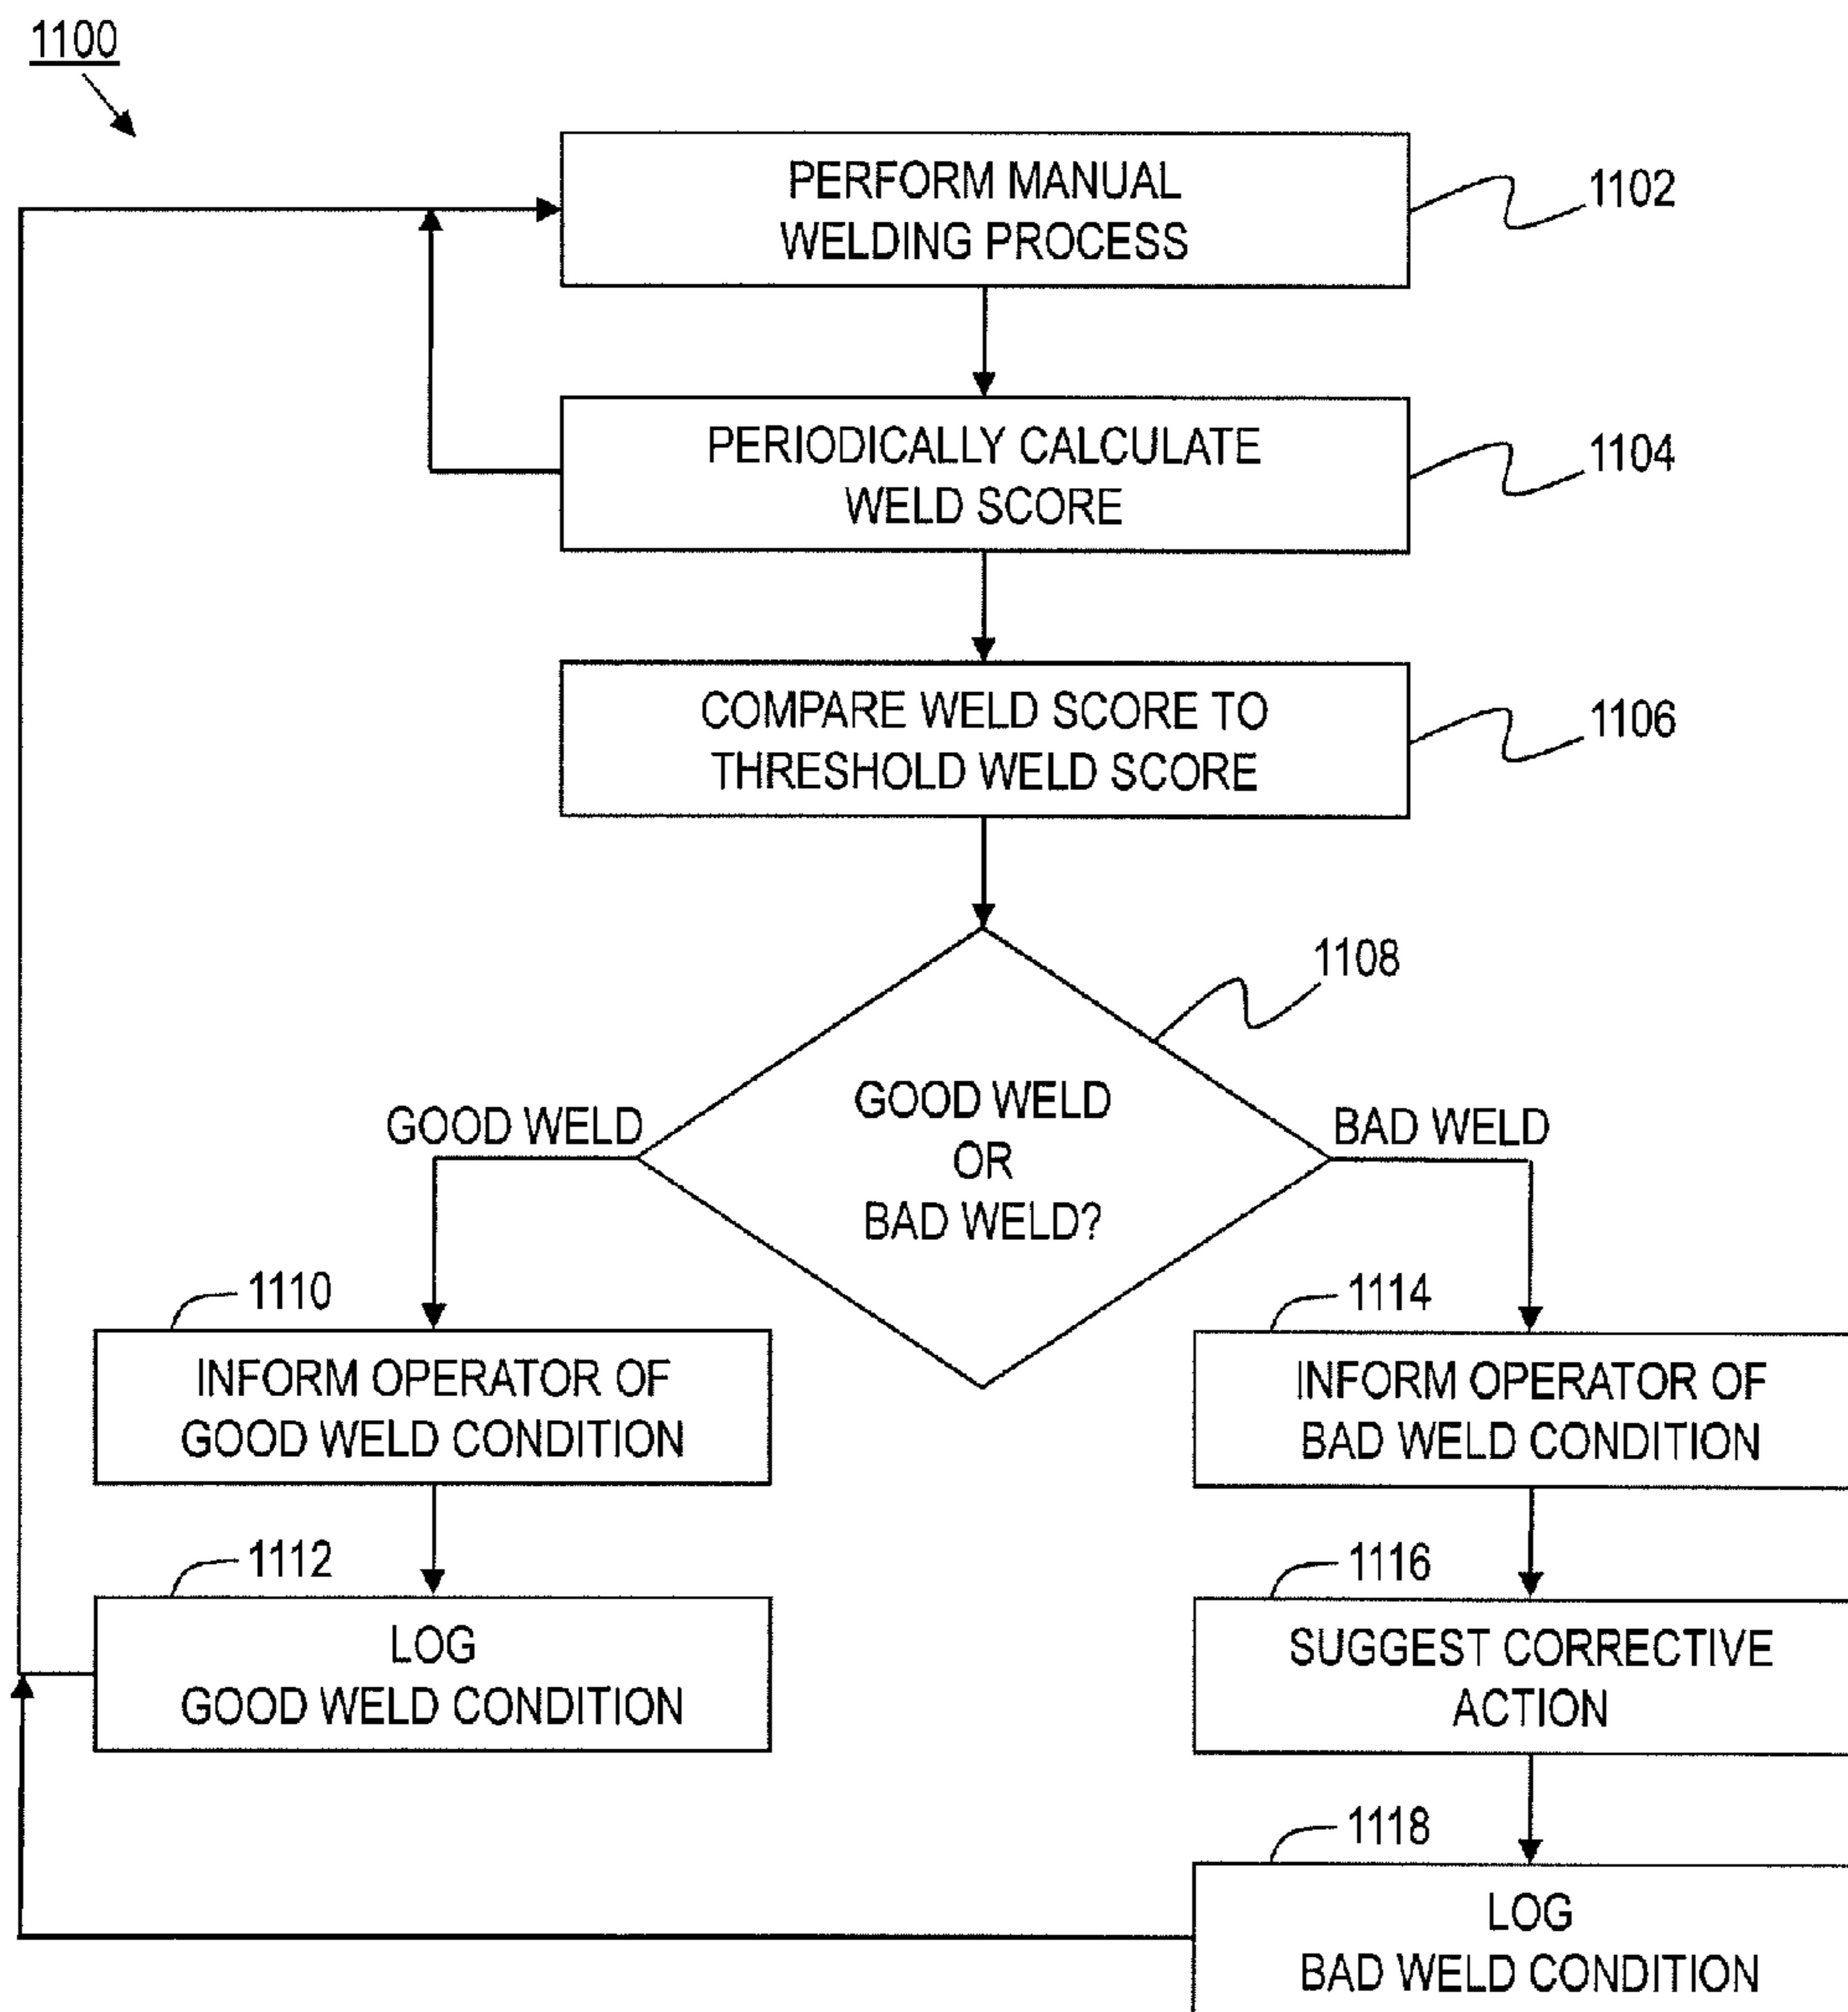 1100
PERFORM MANUAL
WELDING PROCESS
1102
PERIODICALLY CALCULATE
WELD SCORE
1104
COMPARE WELD SCORE TO
THRESHOLD WELD SCORE
1106
1108
GOOD WELD
OR
BAD WELD?
GOOD WELD
BAD WELD
1110
INFORM OPERATOR OF
GOOD WELD CONDITION
1114
INFORM OPERATOR OF
BAD WELD CONDITION
1112
LOG
GOOD WELD CONDITION
1116
SUGGEST CORRECTIVE
ACTION
1118
LOG
BAD WELD CONDITION